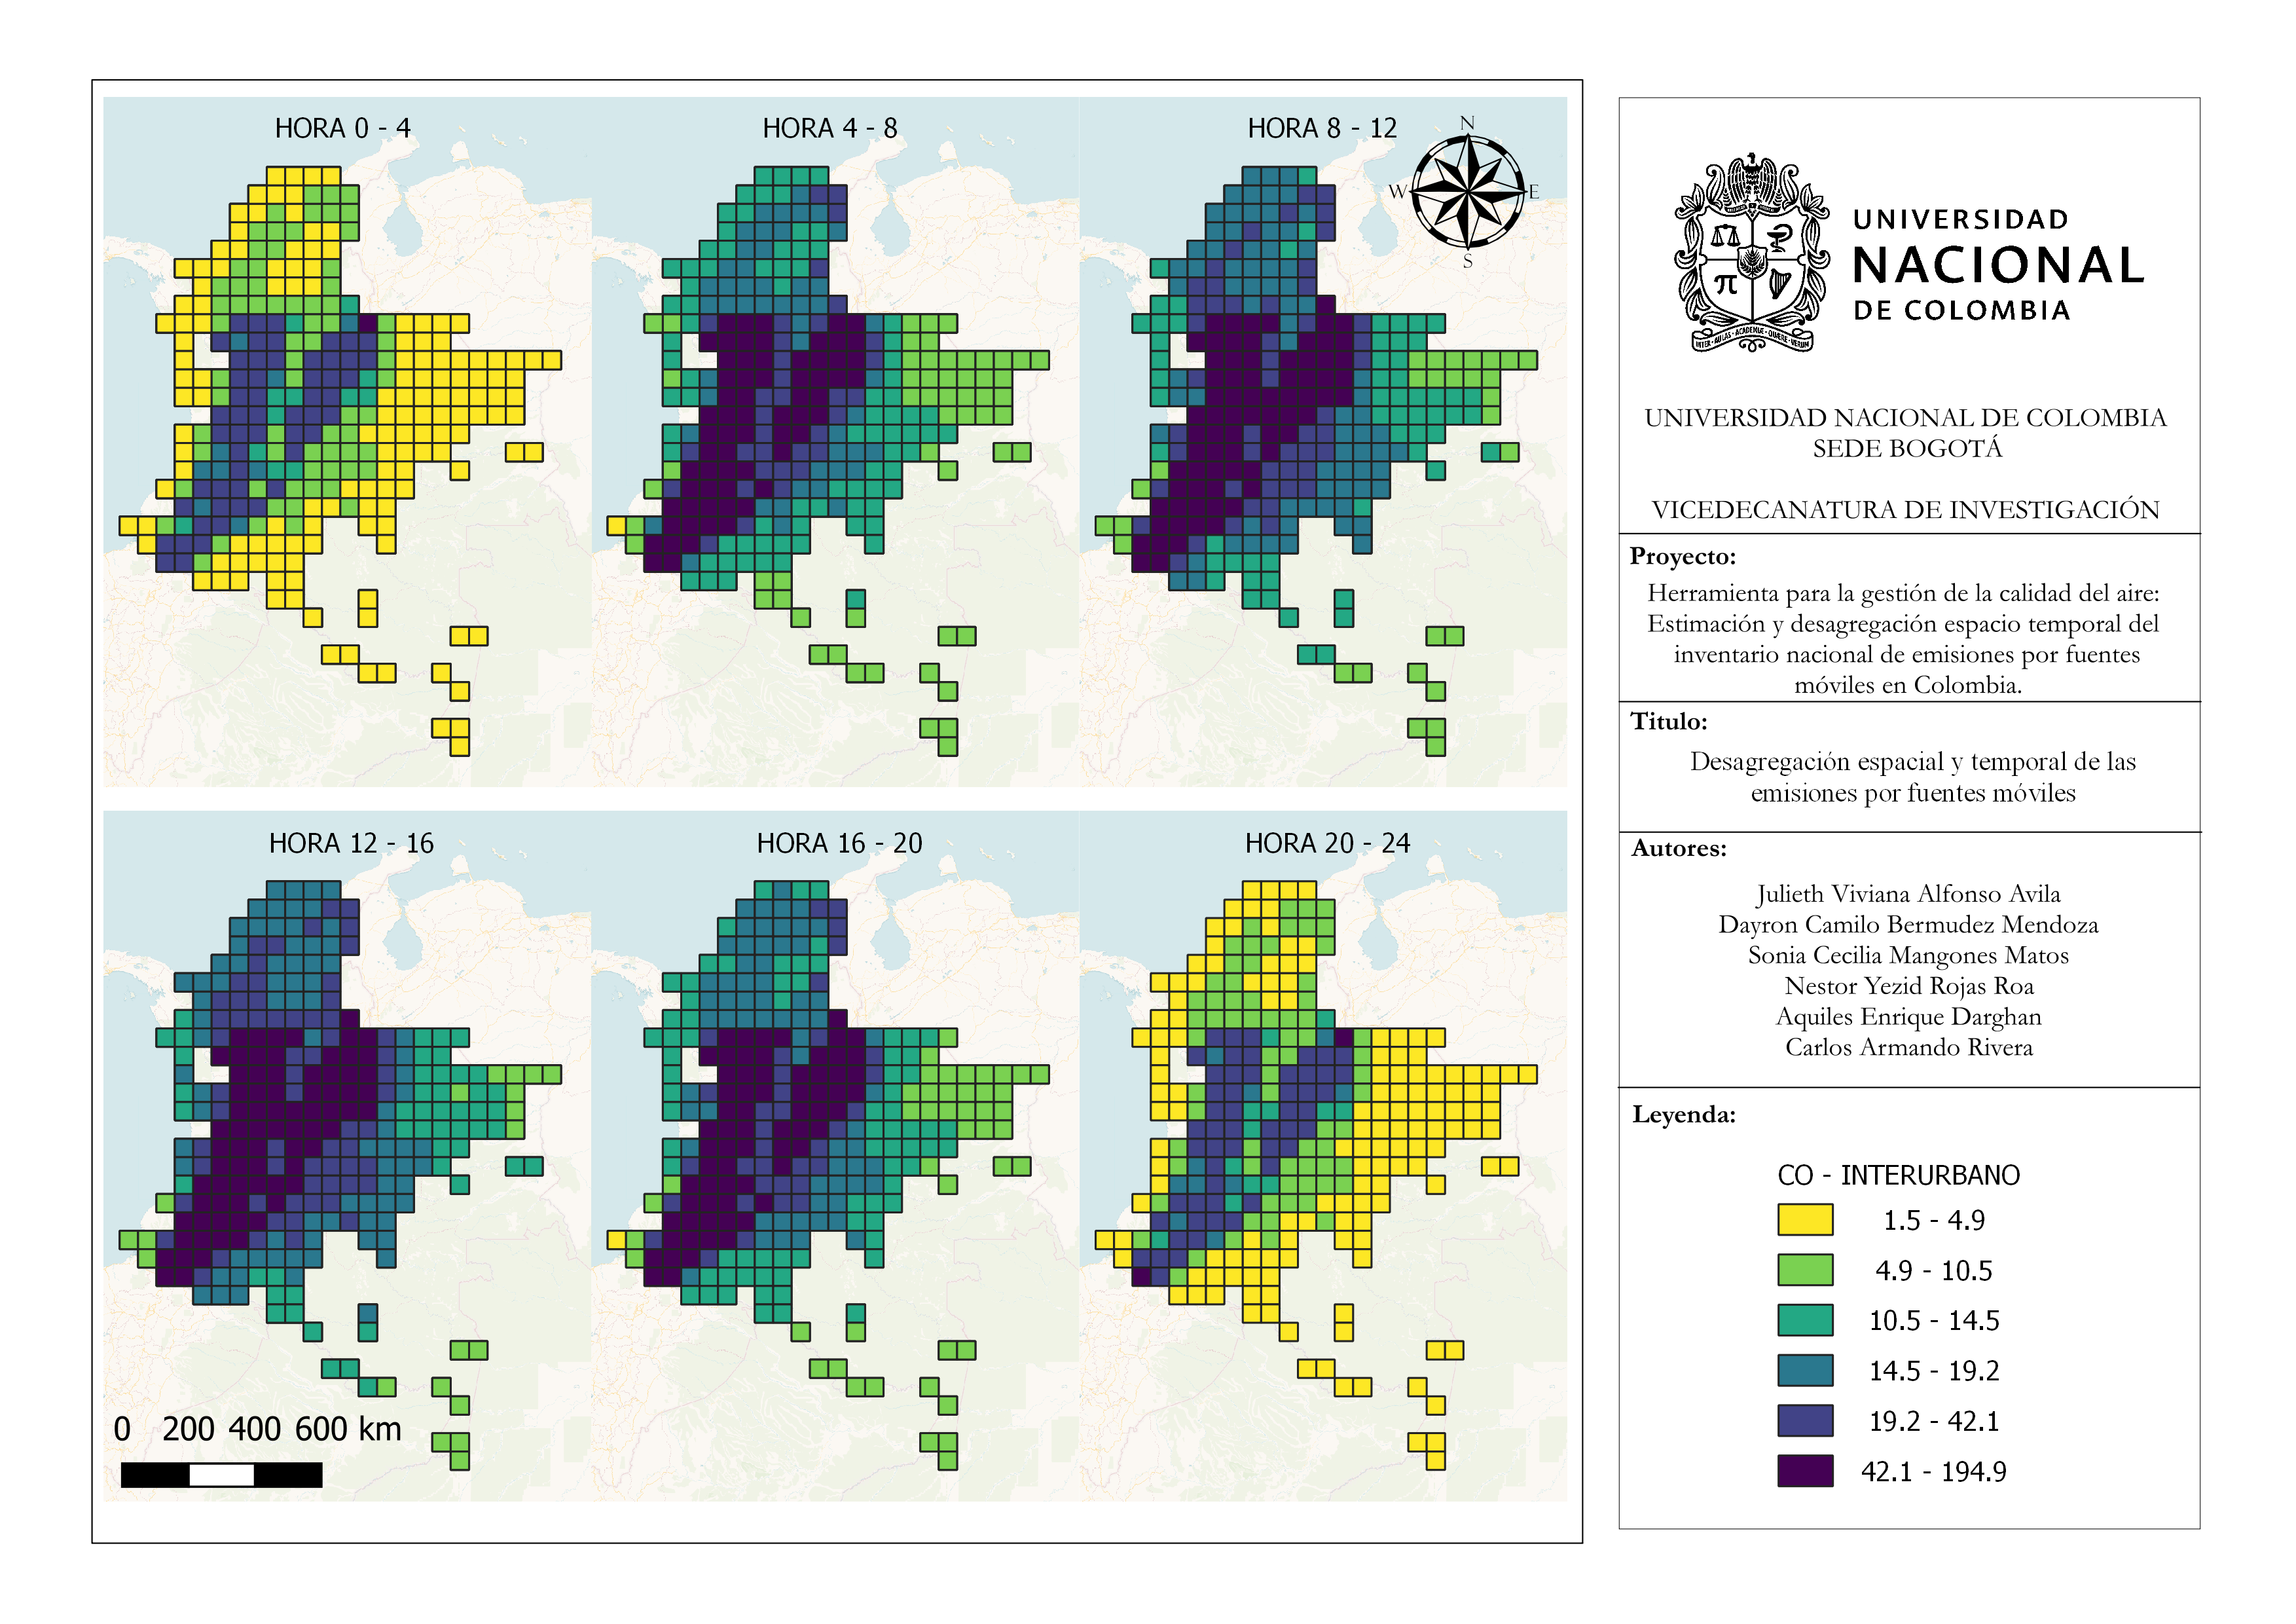 HORA 0 - 4
HORA 4 - 8
HORA 8 - 12
N
W
E
S
HORA 12 - 16
HORA 16 - 20
HORA 20 - 24
0 200 400 600 km
INTER · AULAS · ACADEMIÆ · QUÆRE · VERUM
UNIVERSIDAD
NACIONAL
DE COLOMBIA
UNIVERSIDAD NACIONAL DE COLOMBIA
SEDE BOGOTÁ
VICEDECANATURA DE INVESTIGACIÓN
Proyecto:
Herramienta para la gestión de la calidad del aire:
Estimación y desagregación espacio temporal del
inventario nacional de emisiones por fuentes
móviles en Colombia.
Titulo:
Desagregación espacial y temporal de las
emisiones por fuentes móviles
Autores:
Julieth Viviana Alfonso Avila
Dayron Camilo Bermudez Mendoza
Sonia Cecilia Mangones Matos
Nestor Yezid Rojas Roa
Aquiles Enrique Darghan
Carlos Armando Rivera
Leyenda:
CO - INTERURBANO
1.5 - 4.9
4.9 - 10.5
10.5 - 14.5
14.5 - 19.2
19.2 - 42.1
42.1 - 194.9